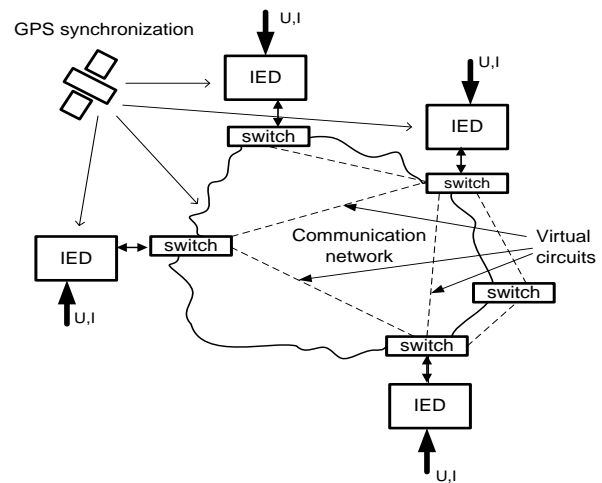 U,I
GPS synchronization
IED
U,I
IED
switch
switch
IED
switch
Communication
network
Virtual
circuits
switch
U,I
switch
IED
U,I